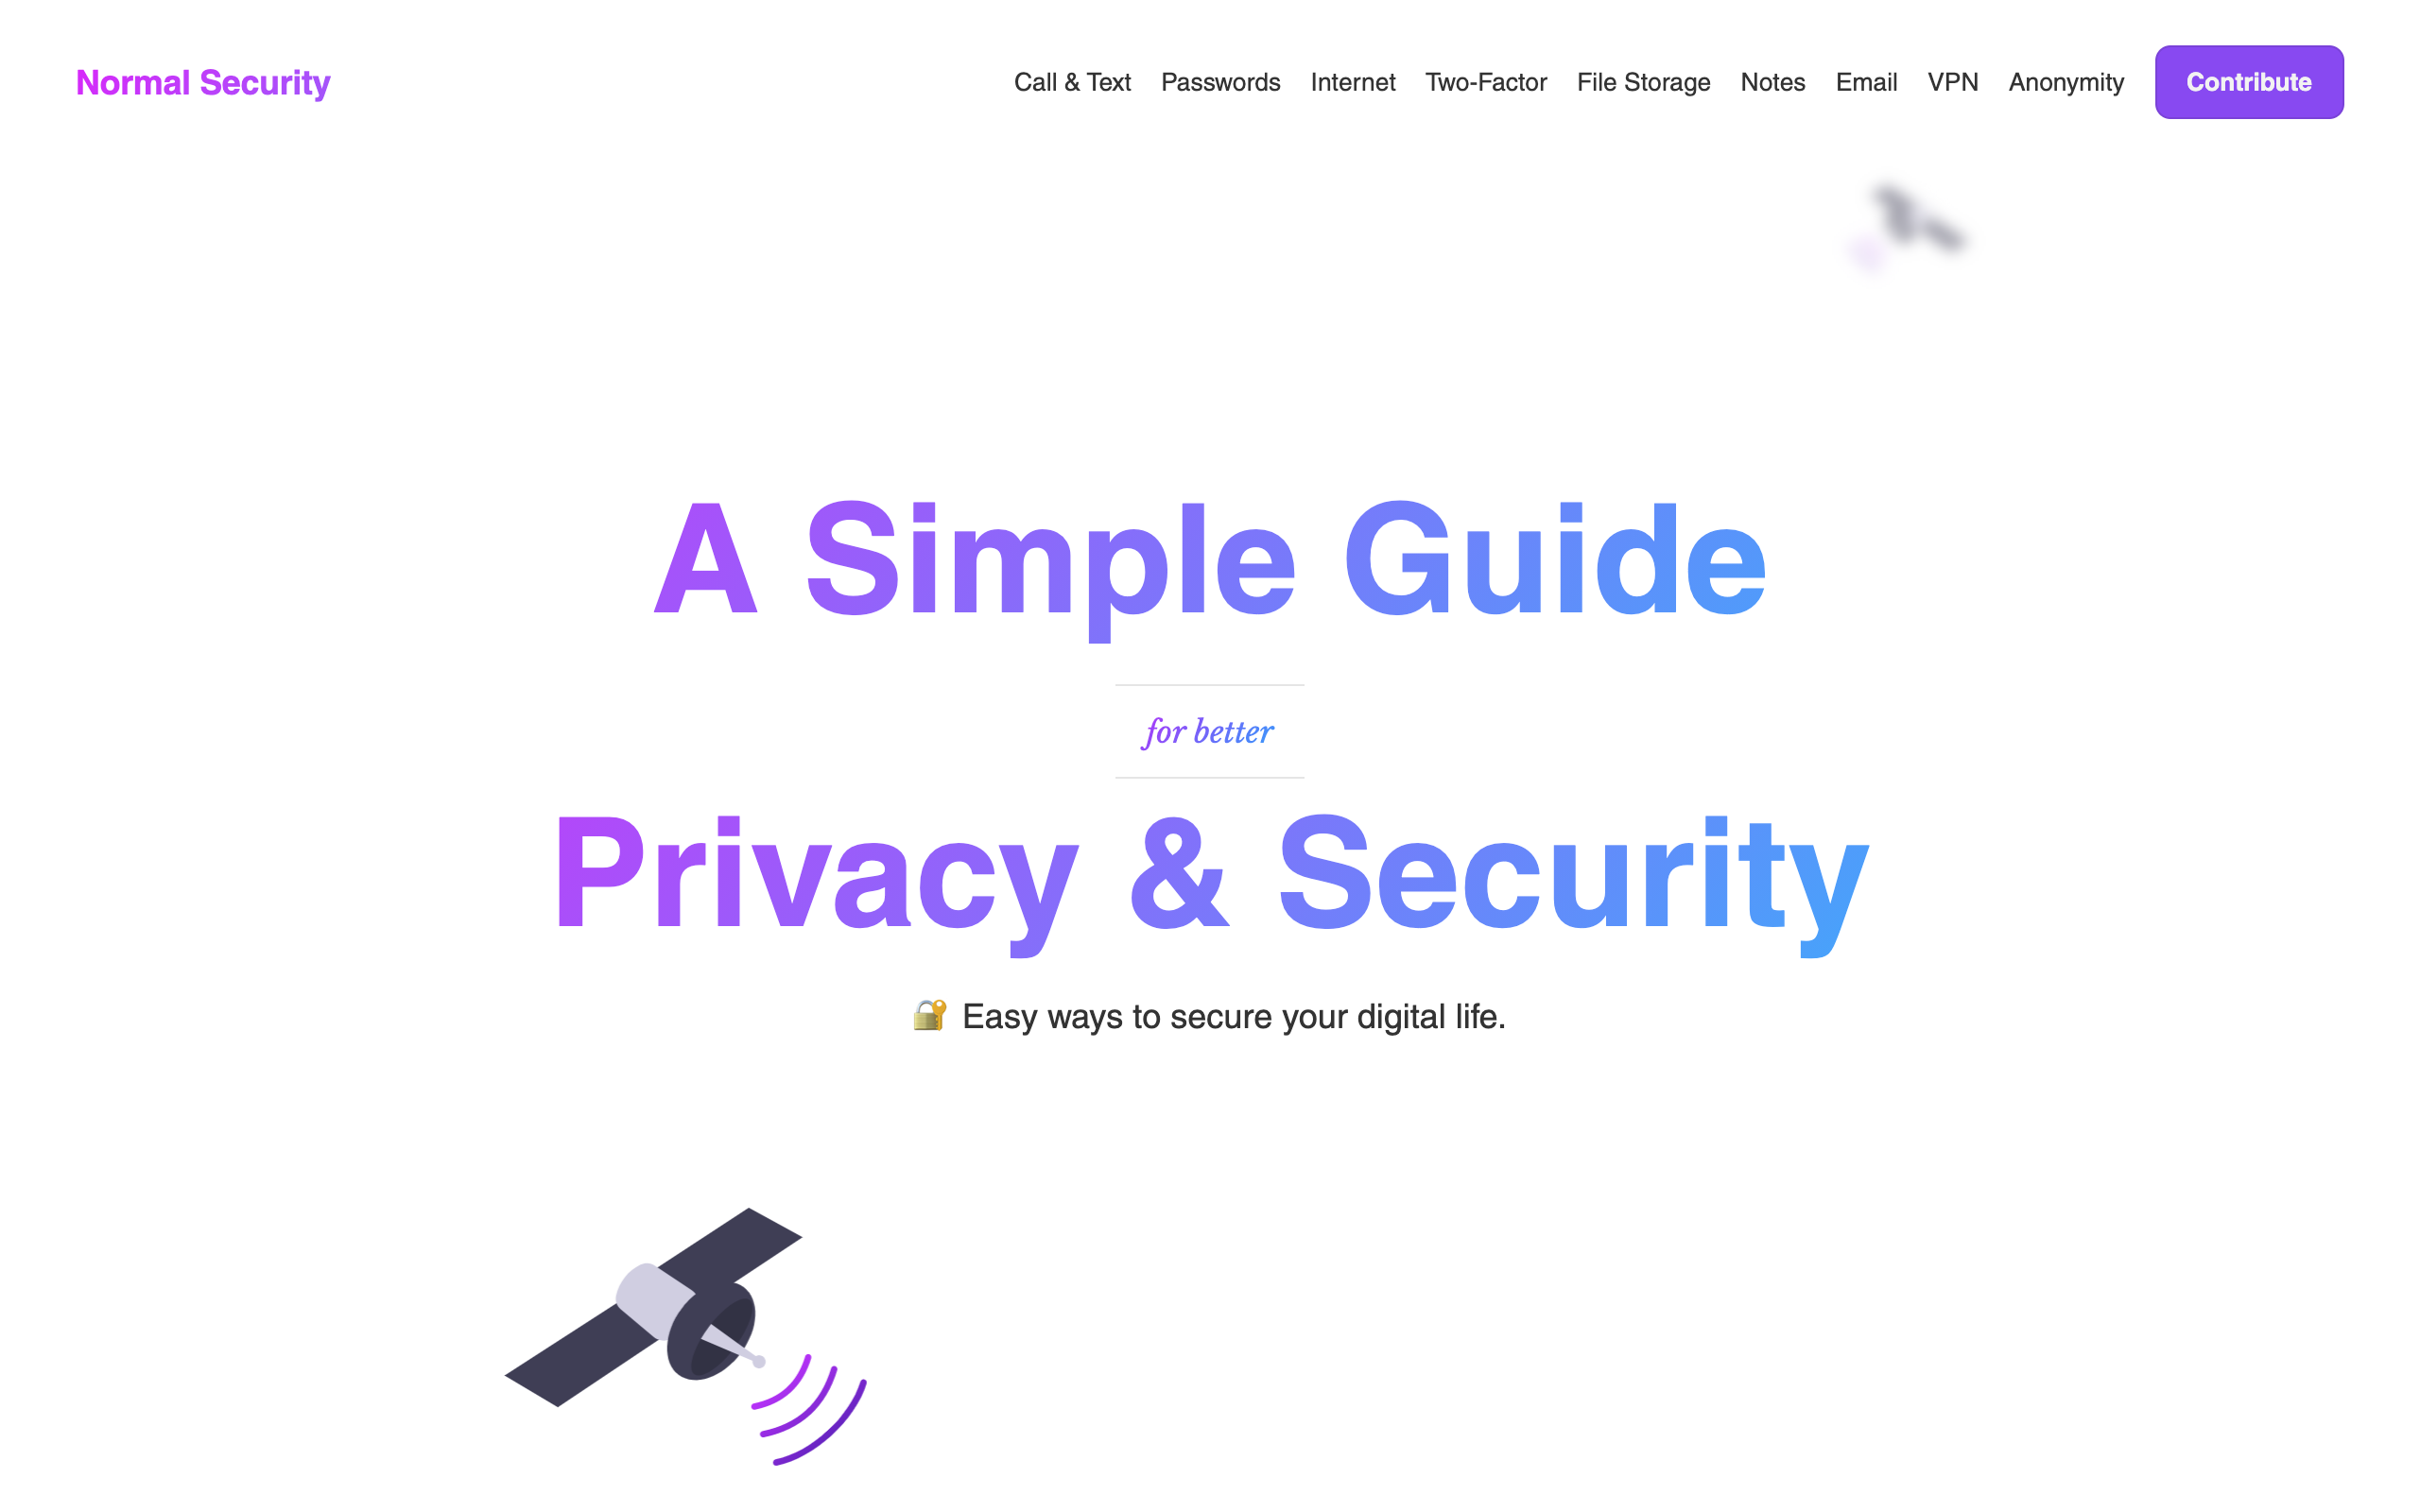 Normal Security
Call & Text Passwords Internet Two-Factor File Storage Notes Email VPN Anonymity Contribute
A Simple Guide
for better
Privacy & Security
🔐 Easy ways to secure your digital life.